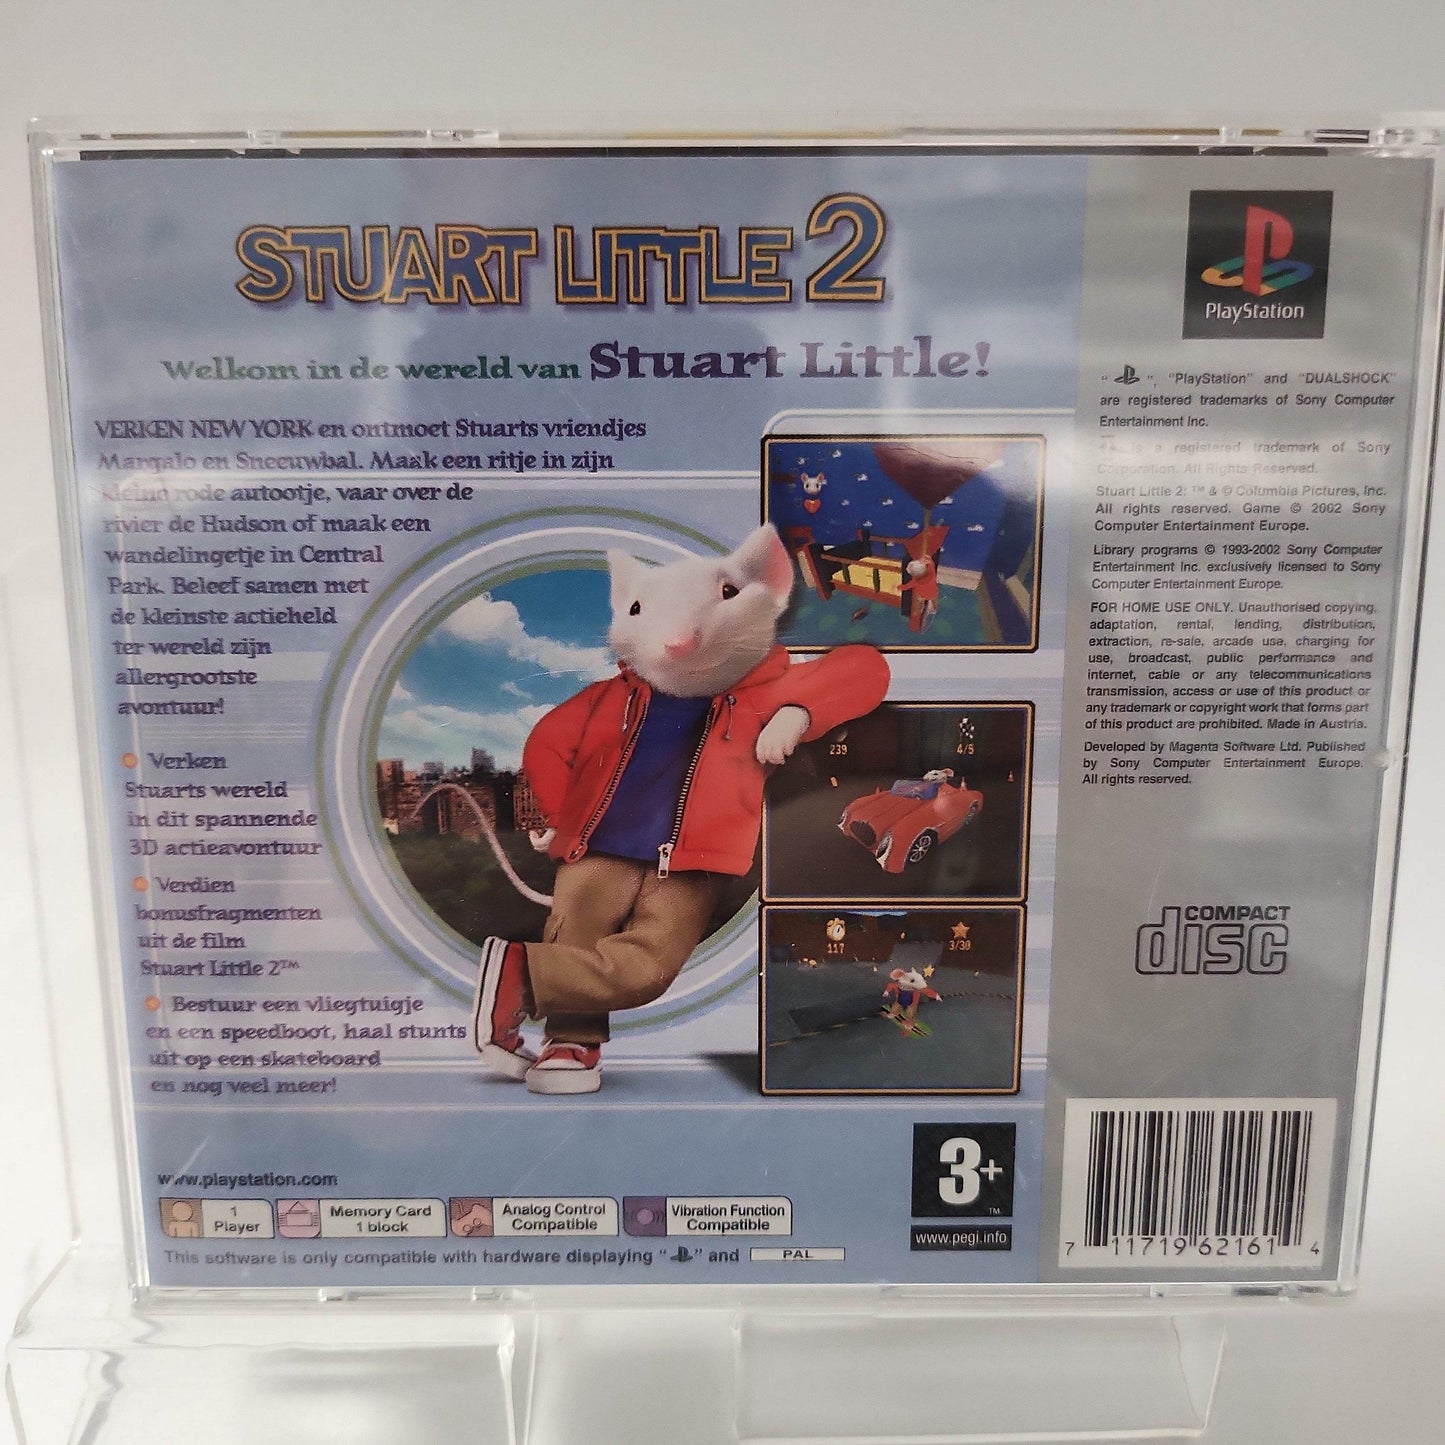 STUART LITTLE 2
Welkom in de wereld van Stuart Little!
VERKEN NEW YORK en ontmoet Stuarts vriendjes
Margalo en Sneeuwbal. Maak een ritje in zijn
kleine rode autootje, vaar over de
rivier de Hudson of maak een
wandelingetje in Central
Park. Beleef samen met
de kleinste actieheld
ter wereld zijn
allergrootste
avontuur!
Verken
Stuarts wereld
in dit spannende
3D actieavontuur
Verdien
bonusfragmenten
uit de film
Stuart Little 2™
Bestuur een vliegtuigje
en een speedboot, haal stunts
uit op een skateboard
en nog veel meer!
239
4/5
117
3/30
www.playstation.com
1
Player
Memory Card
1 block
Analog Control
Compatible
Vibration Function
Compatible
This software is only compatible with hardware displaying " " and PAL
3+
TM
www.pegi.info
PlayStation
" ", "PlayStation" and "DUALSHOCK"
are registered trademarks of Sony Computer
Entertainment Inc.
is a registered trademark of Sony
Corporation. All Rights Reserved.
Stuart Little 2: ™ & © Columbia Pictures, Inc.
All rights reserved. Game © 2002 Sony
Computer Entertainment Europe.
Library programs © 1993-2002 Sony Computer
Entertainment Inc. exclusively licensed to Sony
Computer Entertainment Europe.
FOR HOME USE ONLY. Unauthorised copying,
adaptation, rental, lending, distribution,
extraction, re-sale, arcade use, charging for
use, broadcast, public performance and
internet, cable or any telecommunications
transmission, access or use of this product or
any trademark or copyright work that forms part
of this product are prohibited. Made in Austria.
Developed by Magenta Software Ltd. Published
by Sony Computer Entertainment Europe.
All rights reserved.
COMPACT
disc
7 11719 62161 4